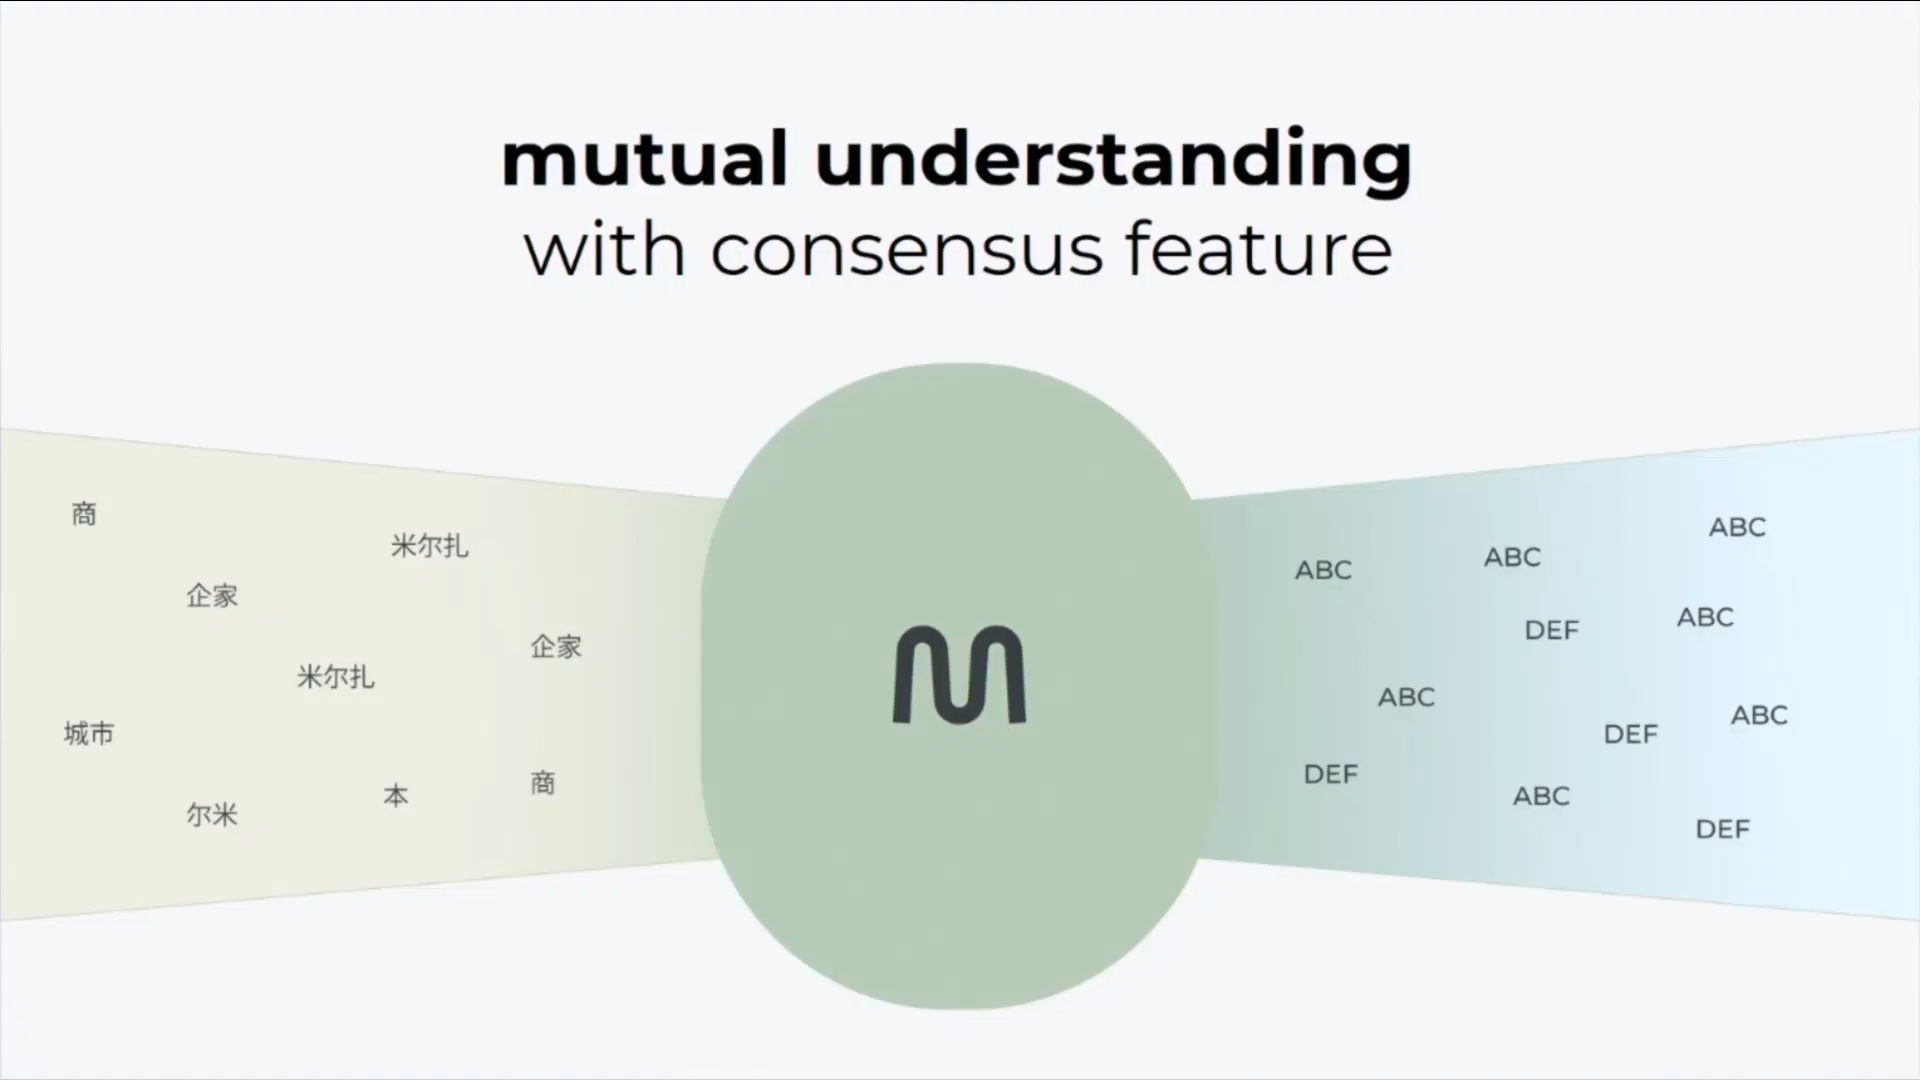 mutual understanding
with consensus feature
商
米尔扎
企家
企家
米尔扎
城市
商
本
尔米
ABC
ABC
ABC
ABC
DEF
ABC
ABC
DEF
DEF
ABC
DEF